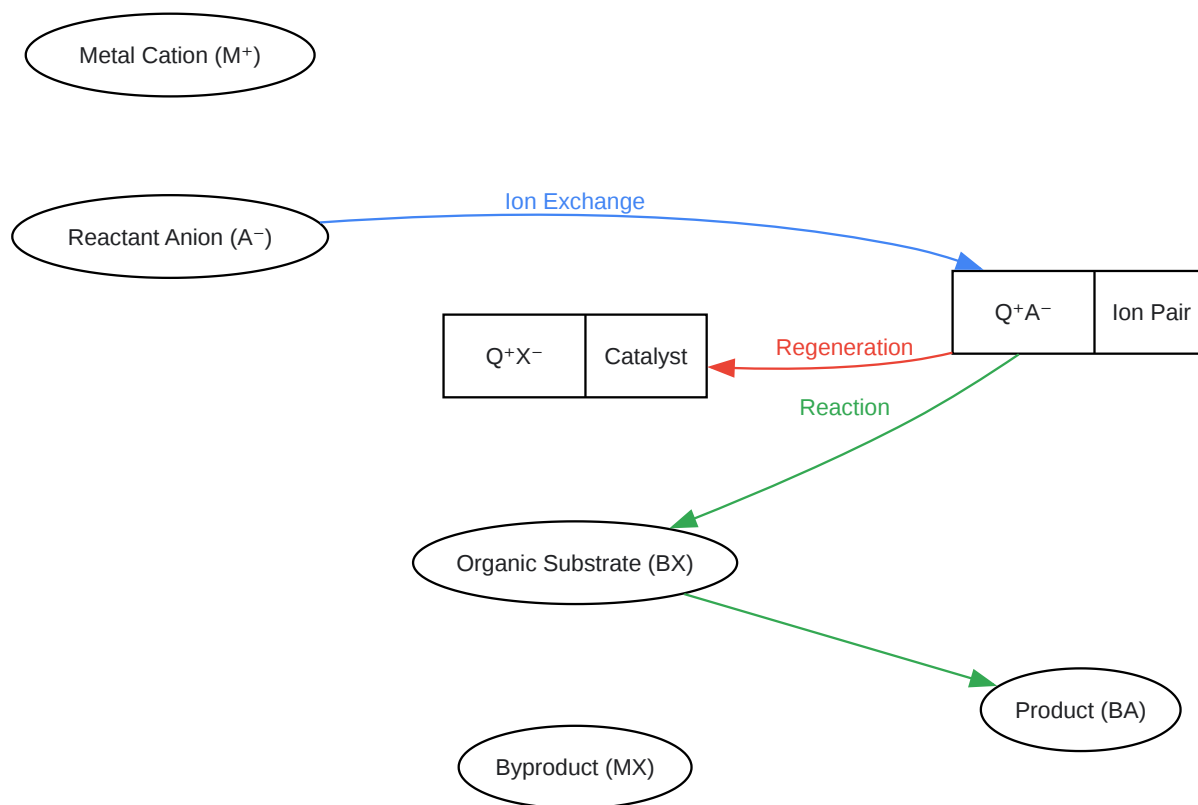 Metal Cation (M⁺)
Ion Exchange
Reactant Anion (A⁻)
Q⁺A⁻
Ion Pair
Regeneration
Q⁺X⁻
Catalyst
Reaction
Organic Substrate (BX)
Product (BA)
Byproduct (MX)